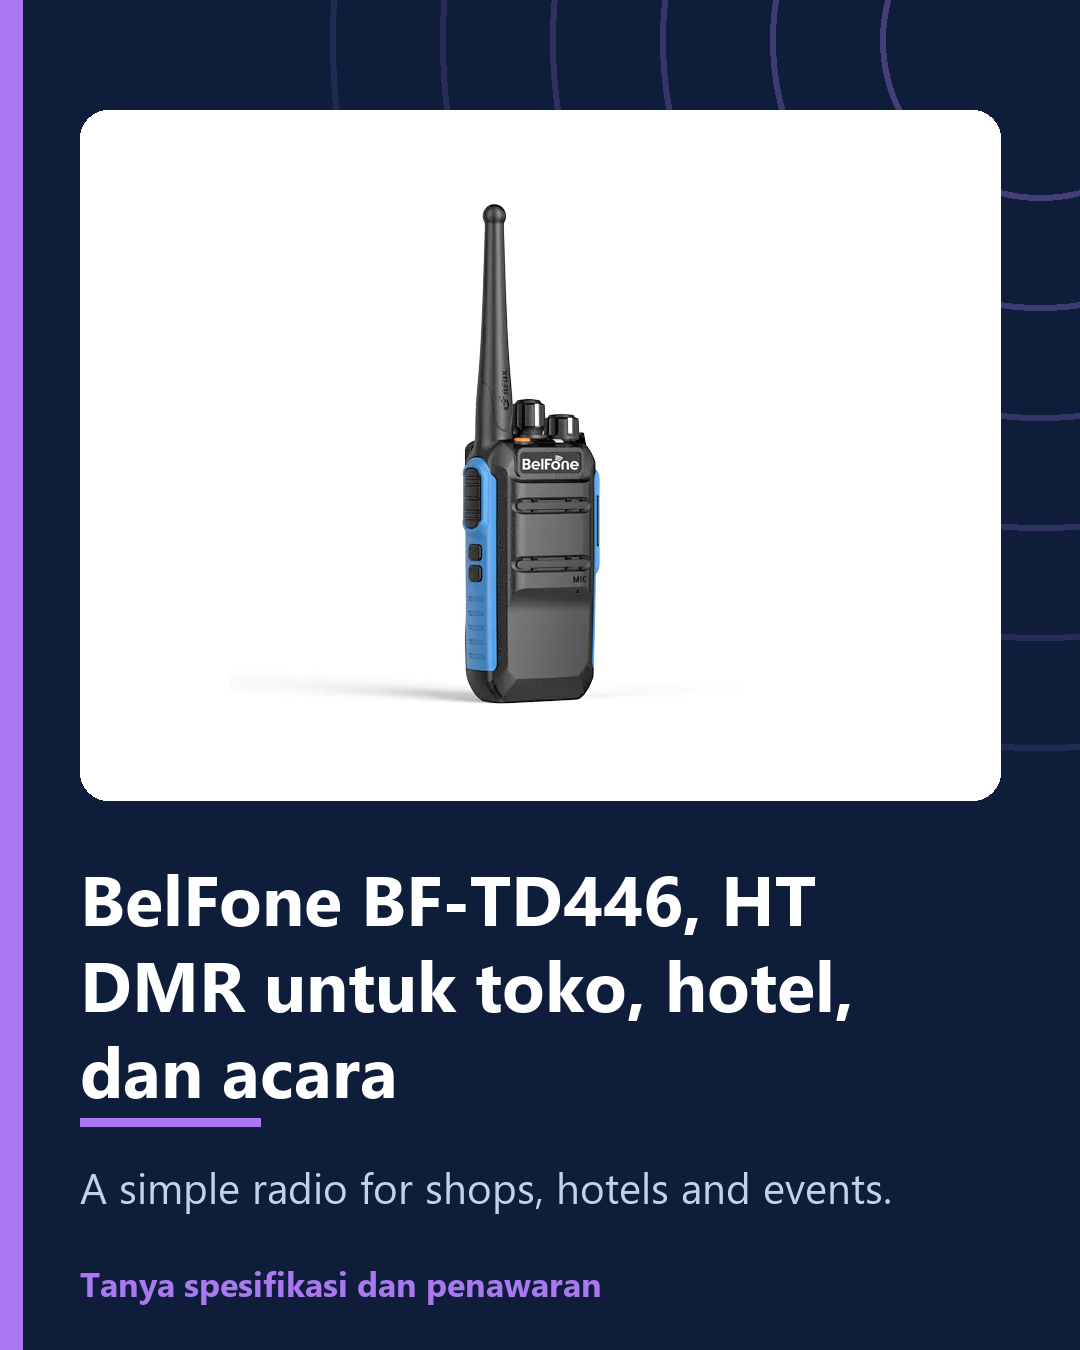 BFDX
BelFone
MIC
BelFone BF-TD446, HT
DMR untuk toko, hotel,
dan acara
A simple radio for shops, hotels and events.
Tanya spesifikasi dan penawaran